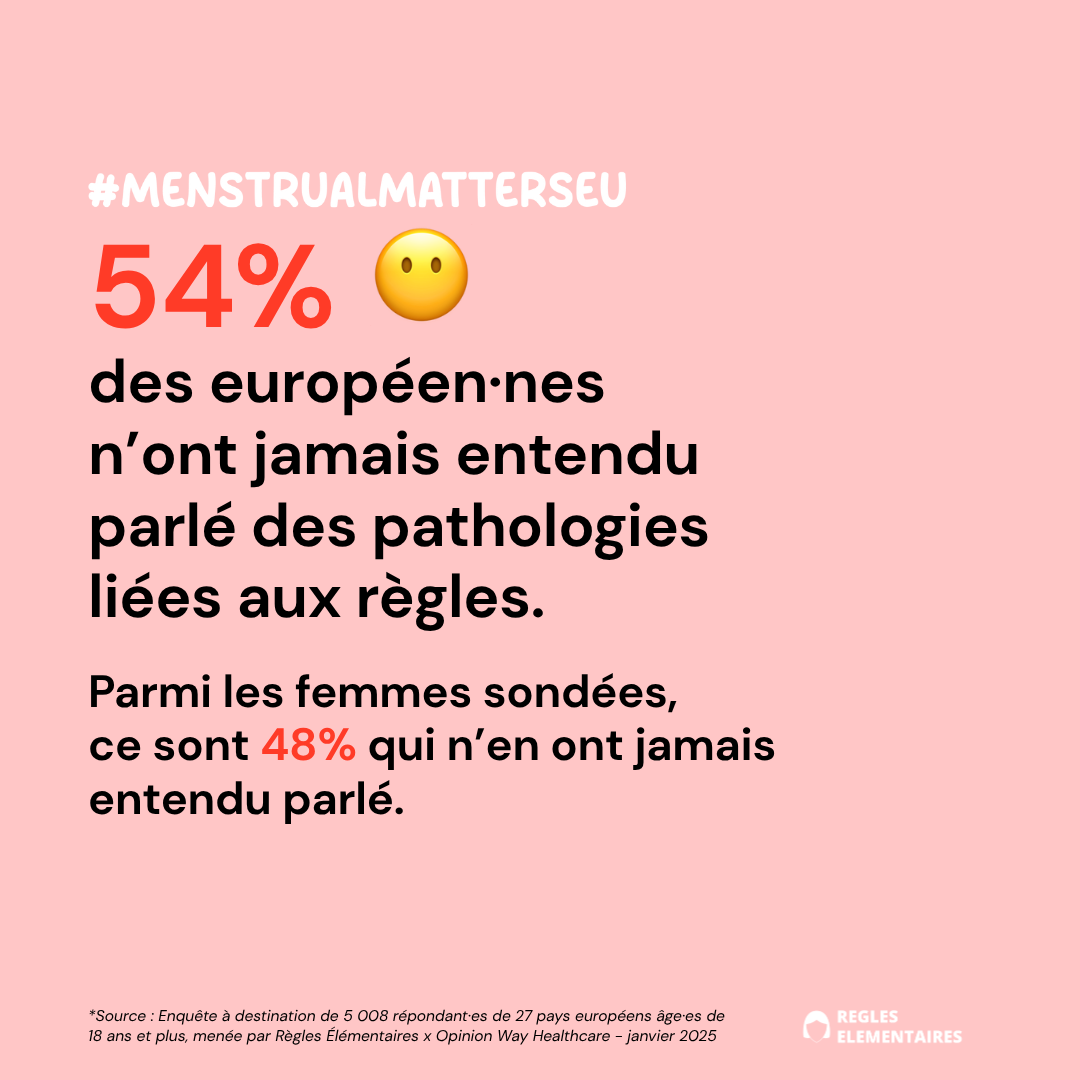 #MENSTRUALMATTERSEU
54% 😶
des européen·nes
n’ont jamais entendu
parlé des pathologies
liées aux règles.
Parmi les femmes sondées,
ce sont 48% qui n’en ont jamais
entendu parlé.
*Source : Enquête à destination de 5 008 répondant·es de 27 pays européens âge·es de
18 ans et plus, menée par Règles Élémentaires x Opinion Way Healthcare - janvier 2025
REGLES
ELEMENTAIRES